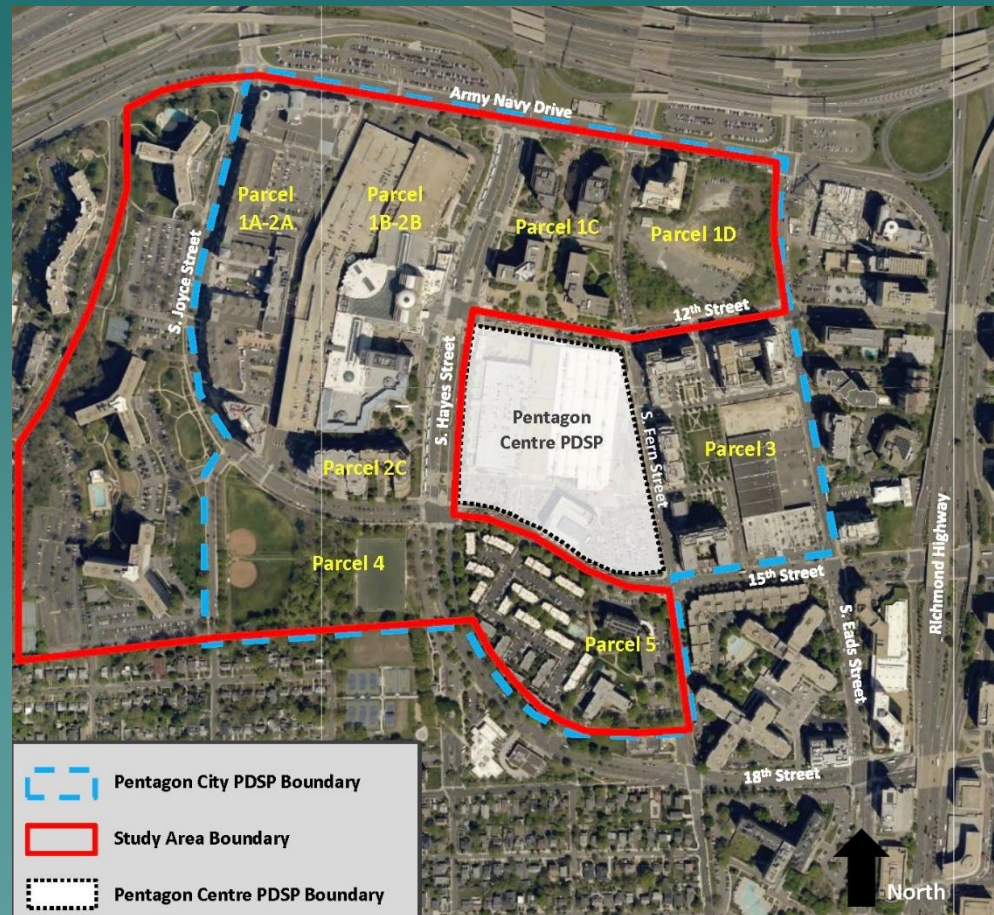 Army Navy Drive
Parcel
1A-2A
Parcel
1B-2B
Parcel 1C
Parcel 1D
S. Joyce Street
12th Street
S. Hayes Street
Pentagon
Centre PDSP
S. Fern Street
Parcel 3
Parcel 2C
Parcel 4
15th Street
Richmond Highway
S. Eads Street
Parcel 5
18th Street
Pentagon City PDSP Boundary
Study Area Boundary
Pentagon Centre PDSP Boundary
North